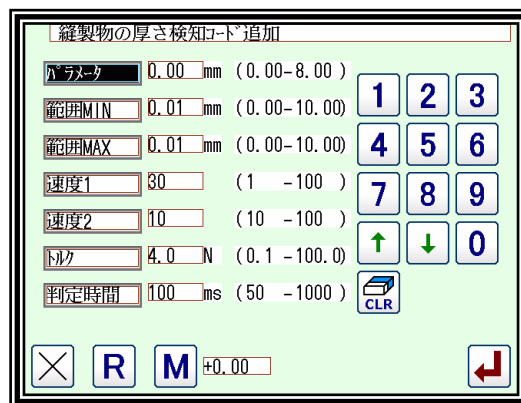 縫製物の厚さ検知ｺｰﾄﾞ追加
ﾊﾟﾗﾒｰﾀ 0.00 mm (0.00-8.00 )
範囲MIN 0.01 mm (0.00-10.00)
範囲MAX 0.01 mm (0.00-10.00)
速度1 30 (1 -100 )
速度2 10 (10 -100 )
ﾄﾙｸ 4.0 N (0.1 -100.0)
判定時間 100 ms (50 -1000 )
1 2 3
4 5 6
7 8 9
↑ ↓ 0
CLR
R M +0.00